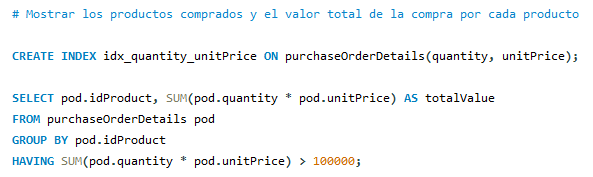 # Mostrar los productos comprados y el valor total de la compra por cada producto
CREATE INDEX idx_quantity_unitPrice ON purchaseOrderDetails(quantity, unitPrice);
SELECT pod.idProduct, SUM(pod.quantity * pod.unitPrice) AS totalValue
FROM purchaseOrderDetails pod
GROUP BY pod.idProduct
HAVING SUM(pod.quantity * pod.unitPrice) > 100000;